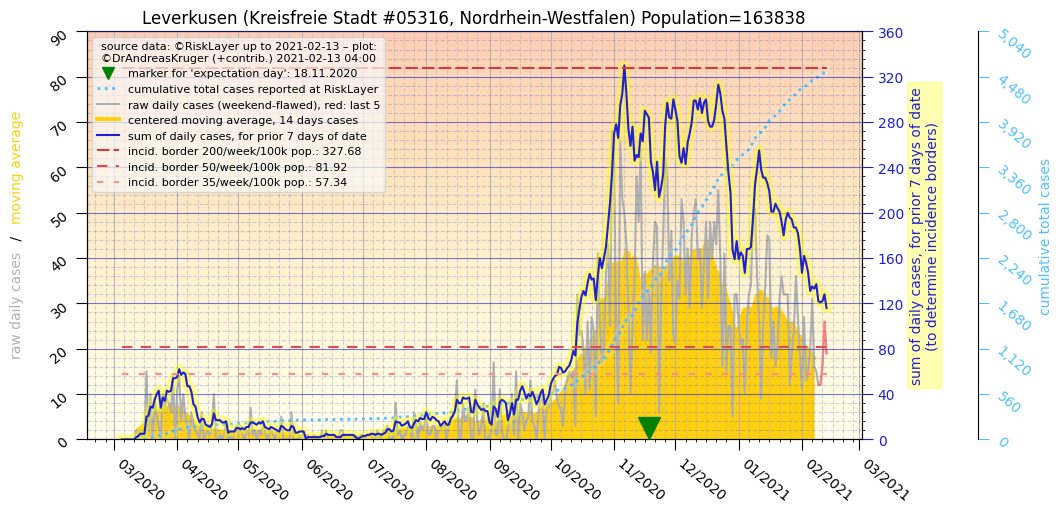 Leverkusen (Kreisfreie Stadt #05316, Nordrhein-Westfalen) Population=163838
source data: ©RiskLayer up to 2021-02-13 – plot:
©DrAndreasKruger (+contrib.) 2021-02-13 04:00
marker for 'expectation day': 18.11.2020
cumulative total cases reported at RiskLayer
raw daily cases (weekend-flawed), red: last 5
centered moving average, 14 days cases
sum of daily cases, for prior 7 days of date
incid. border 200/week/100k pop.: 327.68
incid. border 50/week/100k pop.: 81.92
incid. border 35/week/100k pop.: 57.34
raw daily cases / moving average
90
80
70
60
50
40
30
20
10
0
03/2020
04/2020
05/2020
06/2020
07/2020
08/2020
09/2020
10/2020
11/2020
12/2020
01/2021
02/2021
03/2021
360
320
280
240
200
160
120
80
40
0
sum of daily cases, for prior 7 days of date
(to determine incidence borders)
5,040
4,480
3,920
3,360
2,800
2,240
1,680
1,120
560
0
cumulative total cases